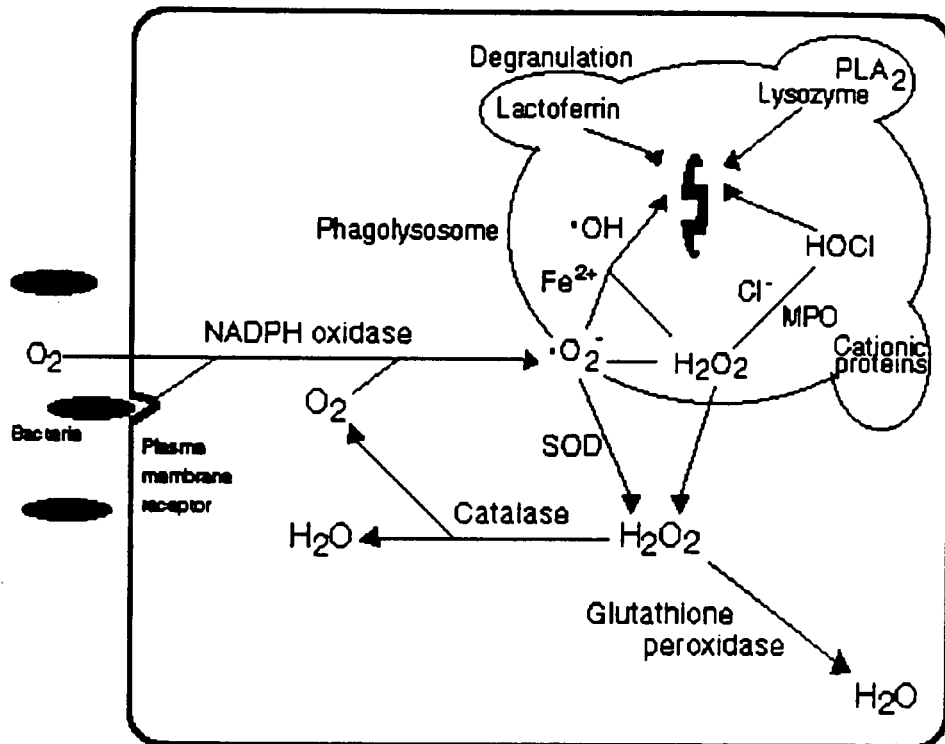 Degranulation
PLA2
Lactoferrin
Lysozyme
Phagolysosome
·OH
HOCl
Fe2+
Cl-
MPO
NADPH oxidase
O2
·O2-
H2O2
Cationic
proteins
O2
Bacteria
Plasma
membrane
receptor
SOD
Catalase
H2O
H2O2
Glutathione
peroxidase
H2O